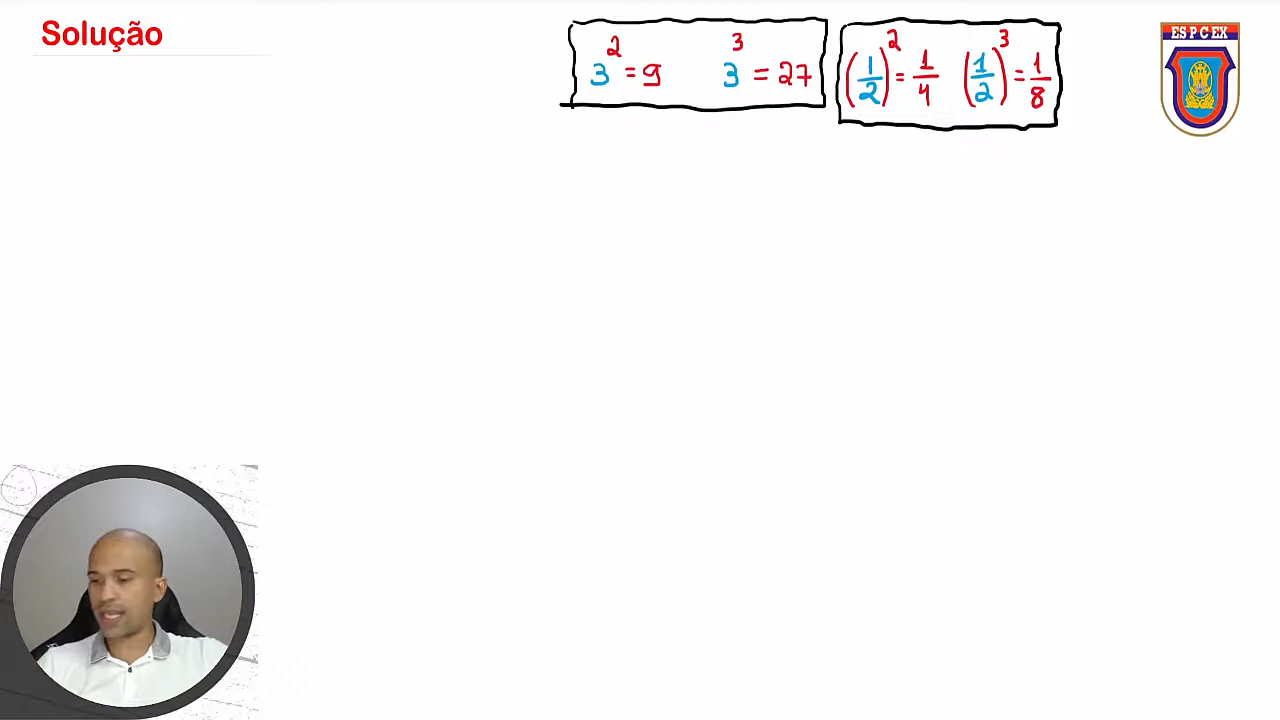 Solução
3² = 9   3³ = 27
(1/2)² = 1/4   (1/2)³ = 1/8
ESPCEX